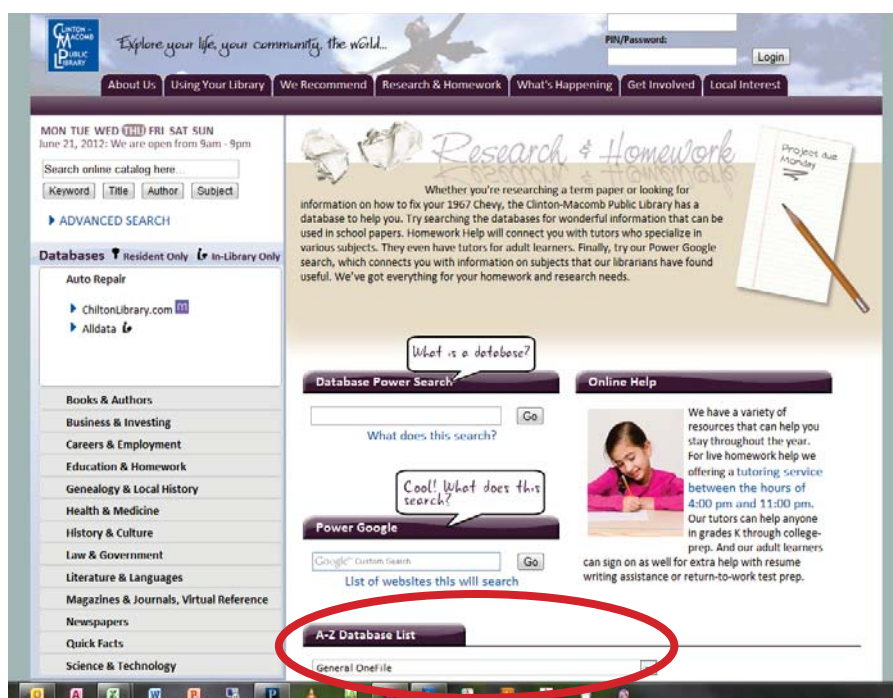 CLINTON-
MACOMB
PUBLIC
LIBRARY
Explore your life, your community, the world...
PIN/Password:
Login
About Us
Using Your Library
We Recommend
Research & Homework
What's Happening
Get Involved
Local Interest
MON TUE WED THU FRI SAT SUN
June 21, 2012: We are open from 9am - 9pm
Search online catalog here...
Keyword Title Author Subject
ADVANCED SEARCH
Databases Resident Only In-Library Only
Auto Repair
ChiltonLibrary.com m
Alldata
Books & Authors
Business & Investing
Careers & Employment
Education & Homework
Genealogy & Local History
Health & Medicine
History & Culture
Law & Government
Literature & Languages
Magazines & Journals, Virtual Reference
Newspapers
Quick Facts
Science & Technology
Research & Homework
Project due
Monday
Whether you're researching a term paper or looking for
information on how to fix your 1967 Chevy, the Clinton-Macomb Public Library has a
database to help you. Try searching the databases for wonderful information that can be
used in school papers. Homework Help will connect you with tutors who specialize in
various subjects. They even have tutors for adult learners. Finally, try our Power Google
search, which connects you with information on subjects that our librarians have found
useful. We've got everything for your homework and research needs.
What is a database?
Database Power Search
Go
What does this search?
Cool! What does this
search?
Power Google
Google™ Custom Search
Go
List of websites this will search
A-Z Database List
General OneFile
Online Help
We have a variety of
resources that can help you
stay throughout the year.
For live homework help we
offering a tutoring service
between the hours of
4:00 pm and 11:00 pm.
Our tutors can help anyone
in grades K through college-
prep. And our adult learners
can sign on as well for extra help with resume
writing assistance or return-to-work test prep.